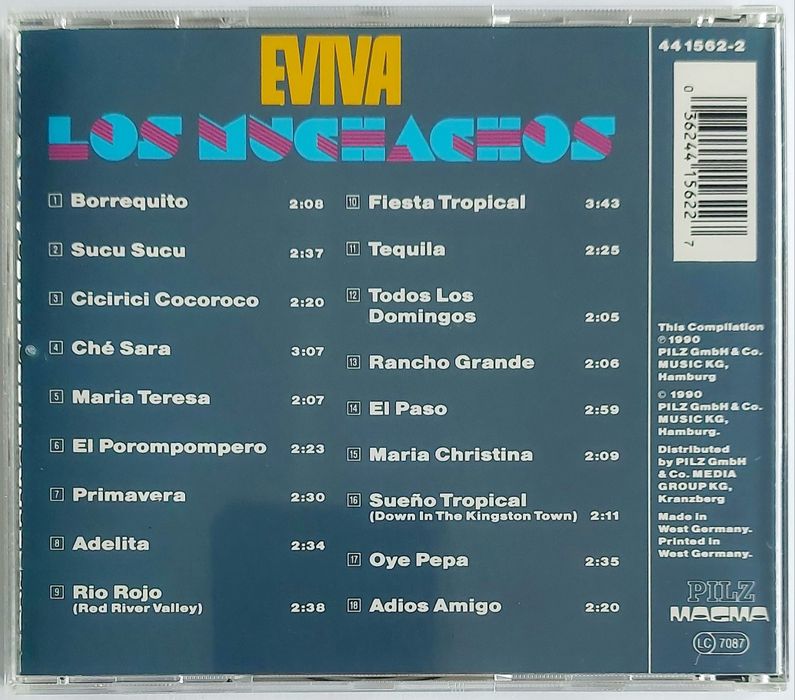 EVIVA
LOS MUCHACHOS
1 Borrequito 2:08
2 Sucu Sucu 2:37
3 Cicirici Cocoroco 2:20
4 Ché Sara 3:07
5 Maria Teresa 2:07
6 El Porompompero 2:23
7 Primavera 2:30
8 Adelita 2:34
9 Rio Rojo
(Red River Valley) 2:38
10 Fiesta Tropical 3:43
11 Tequila 2:25
12 Todos Los
Domingos 2:05
13 Rancho Grande 2:06
14 El Paso 2:59
15 Maria Christina 2:09
16 Sueño Tropical
(Down In The Kingston Town) 2:11
17 Oye Pepa 2:35
18 Adios Amigo 2:20
441562-2
0 36244 15622 7
This Compilation
℗ 1990
PILZ GmbH & Co.
MUSIC KG,
Hamburg
© 1990
PILZ GmbH & Co.
MUSIC KG,
Hamburg.
Distributed
by PILZ GmbH
& Co. MEDIA
GROUP KG,
Kranzberg
Made in
West Germany.
Printed in
West Germany.
PILZ
MAGMA
LC 7087